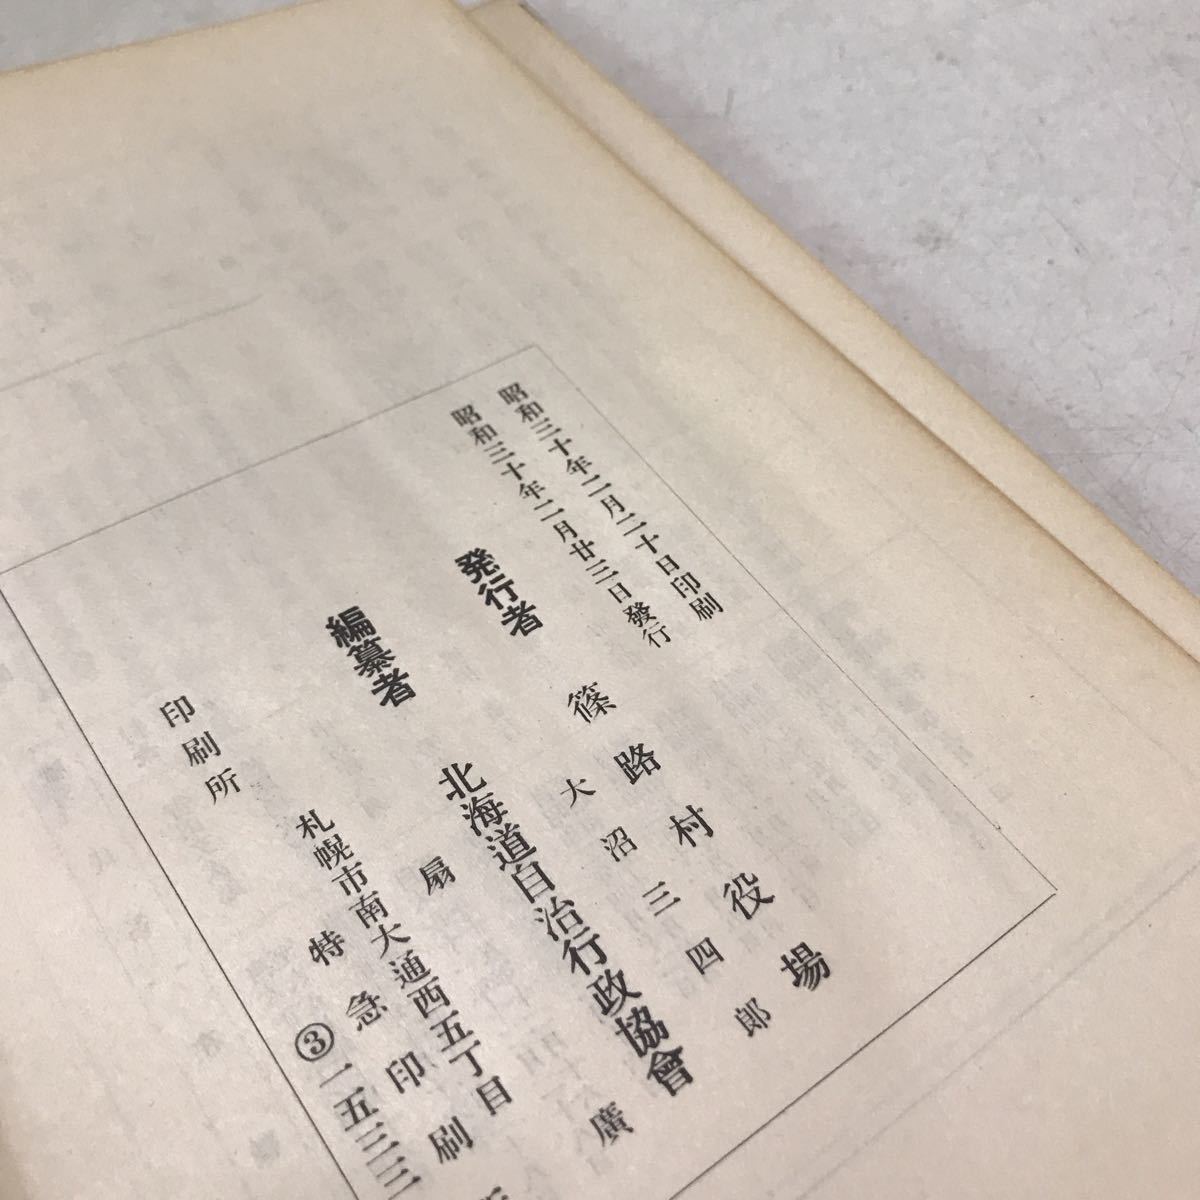 昭和三十年二月二十日印刷
昭和三十年二月廿三日發行
発行者 篠路村役場
大沼三四郎
編纂者 北海道自治行政協會
扇 廣
札幌市南大通西五丁目
印刷所 特急印刷
③一五三三